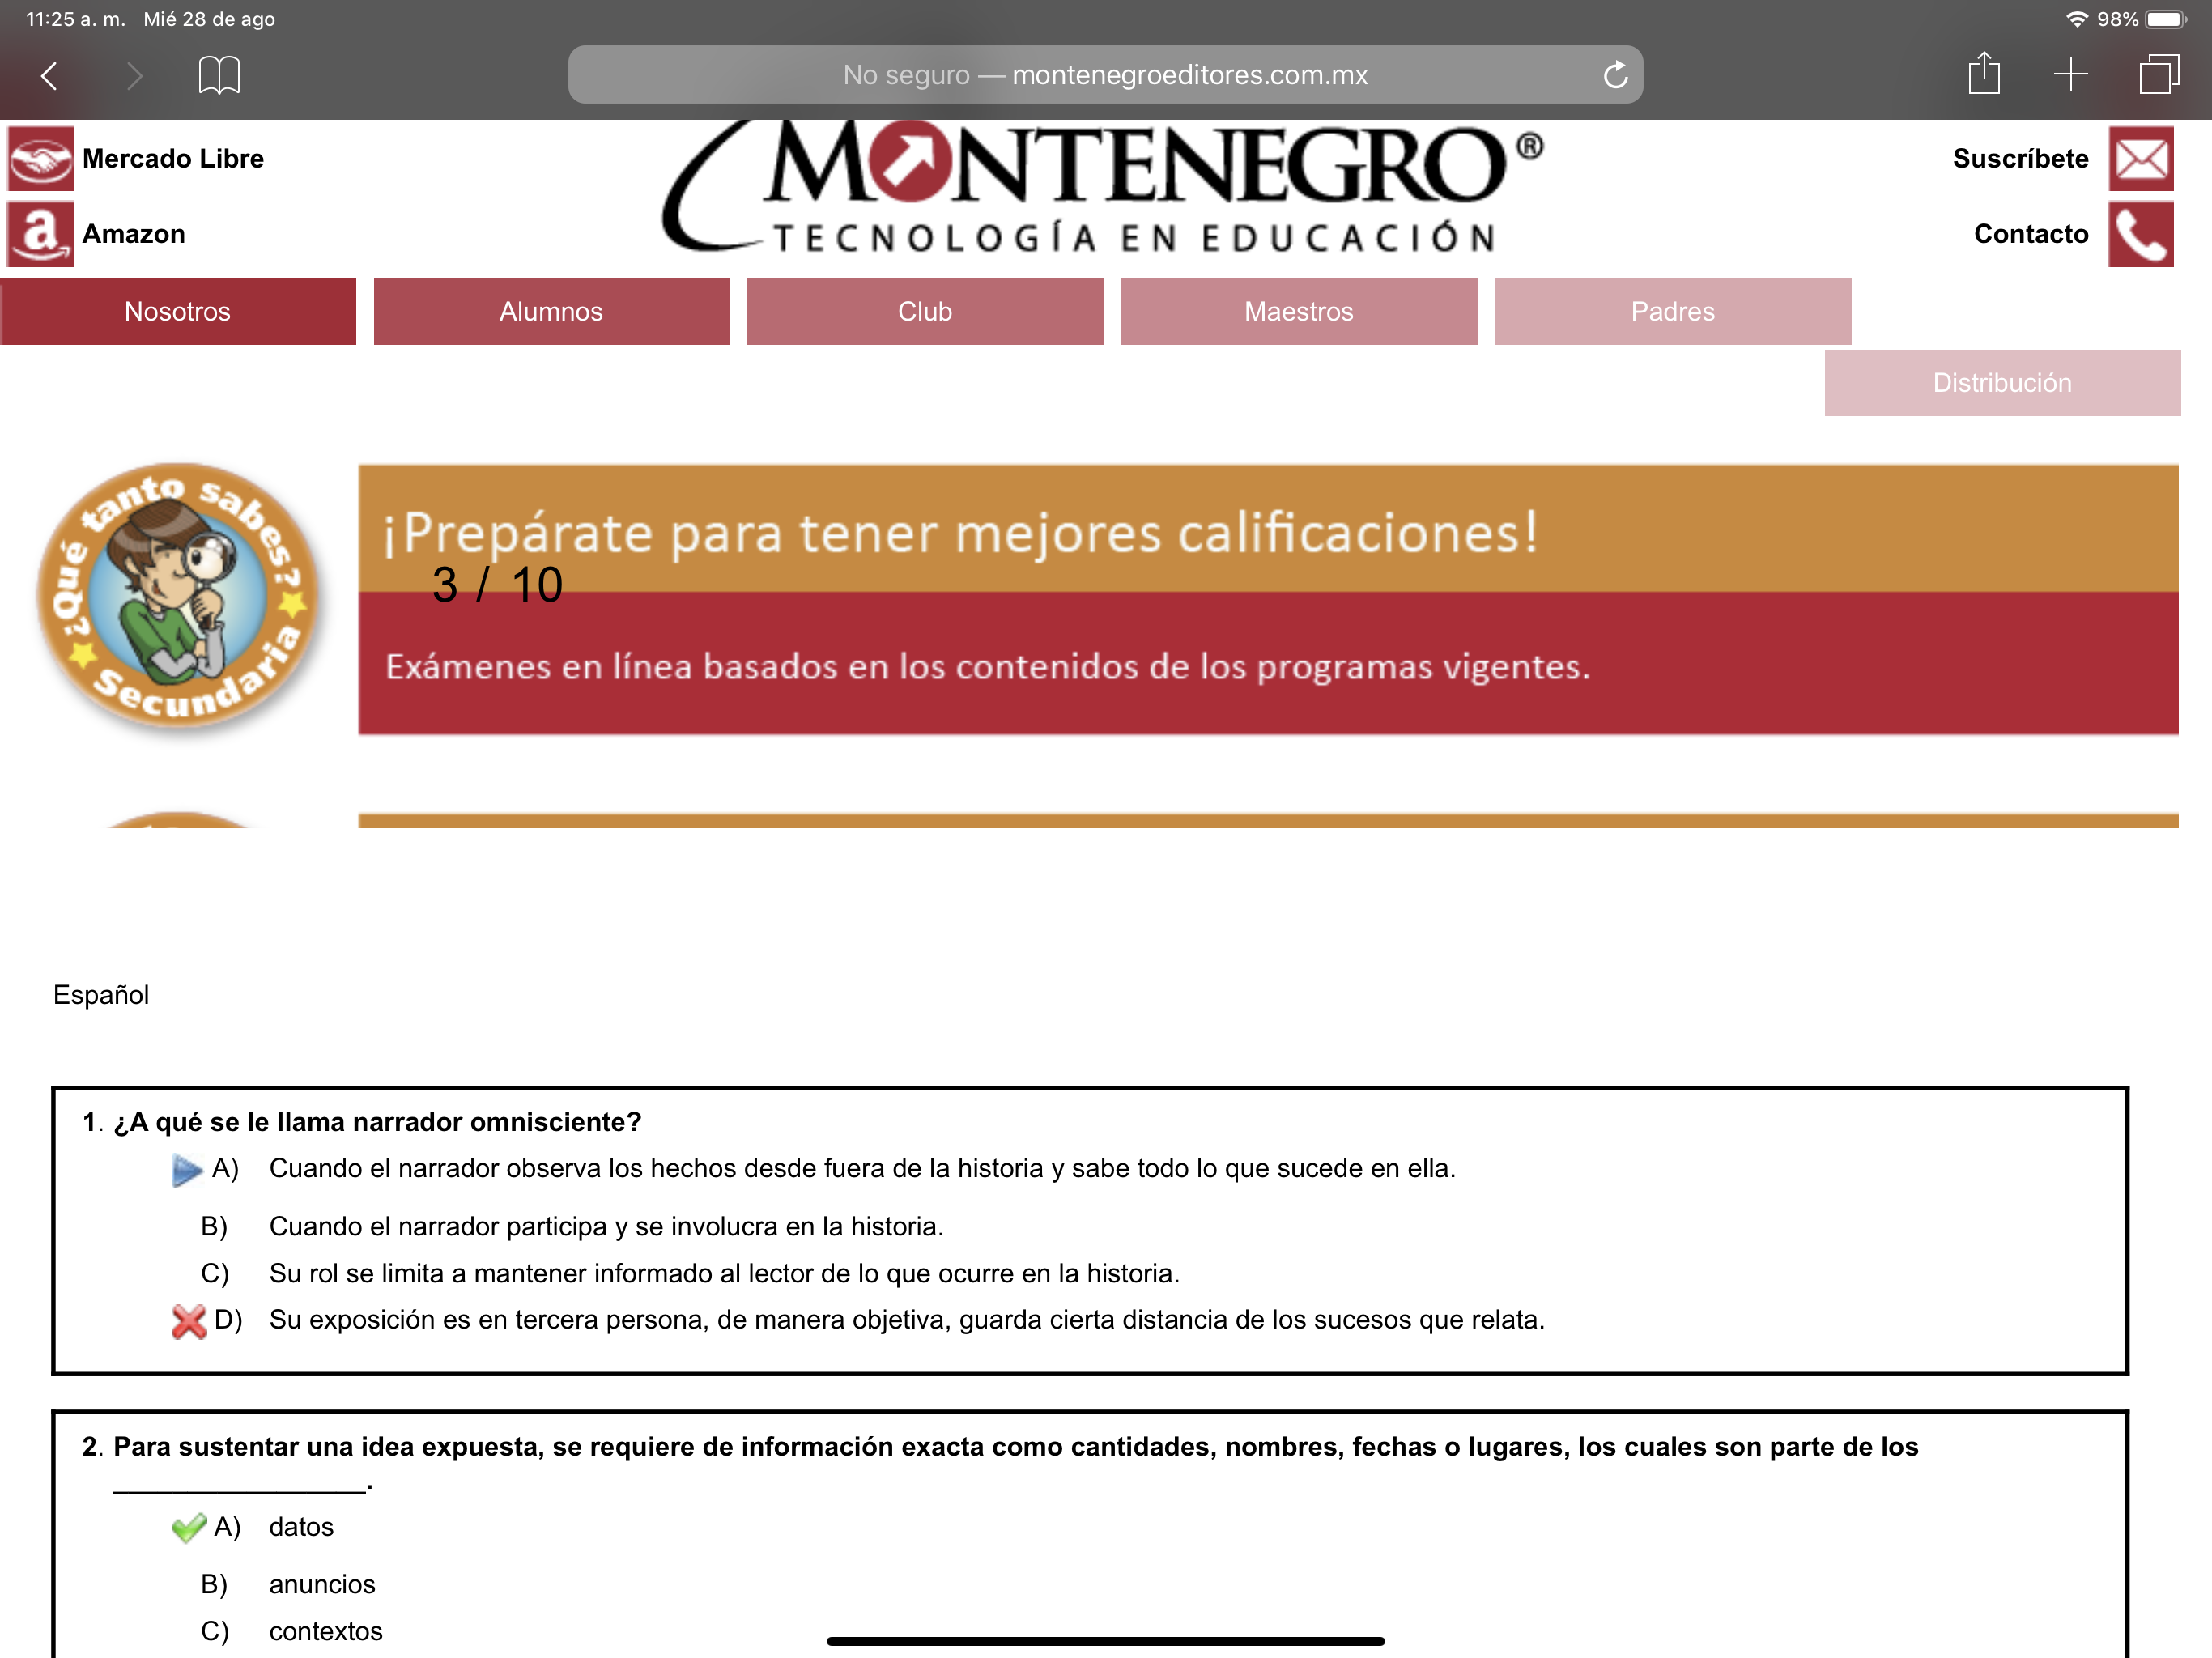 11:25 a. m. Mié 28 de ago
98%
No seguro — montenegroeditores.com.mx
Mercado Libre
Amazon
MONTENEGRO®
TECNOLOGÍA EN EDUCACIÓN
Suscríbete
Contacto
Nosotros
Alumnos
Club
Maestros
Padres
Distribución
¿Qué tanto sabes?
Secundaria
¡Prepárate para tener mejores calificaciones!
3 / 10
Exámenes en línea basados en los contenidos de los programas vigentes.
Español
1. ¿A qué se le llama narrador omnisciente?
A) Cuando el narrador observa los hechos desde fuera de la historia y sabe todo lo que sucede en ella.
B) Cuando el narrador participa y se involucra en la historia.
C) Su rol se limita a mantener informado al lector de lo que ocurre en la historia.
D) Su exposición es en tercera persona, de manera objetiva, guarda cierta distancia de los sucesos que relata.
2. Para sustentar una idea expuesta, se requiere de información exacta como cantidades, nombres, fechas o lugares, los cuales son parte de los
_________________.
A) datos
B) anuncios
C) contextos